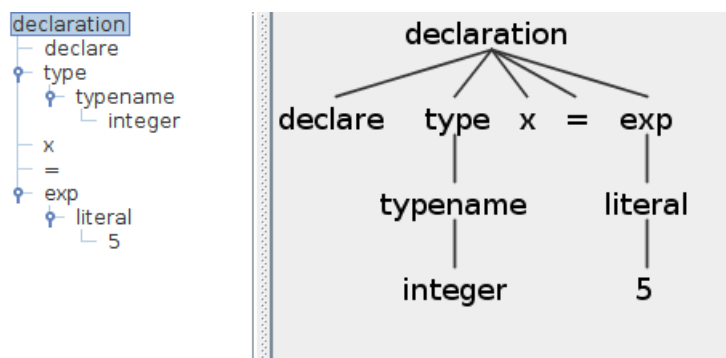 declaration
declare
type
typename
integer
x
=
exp
literal
5
declaration
declare type x = exp
typename literal
integer 5